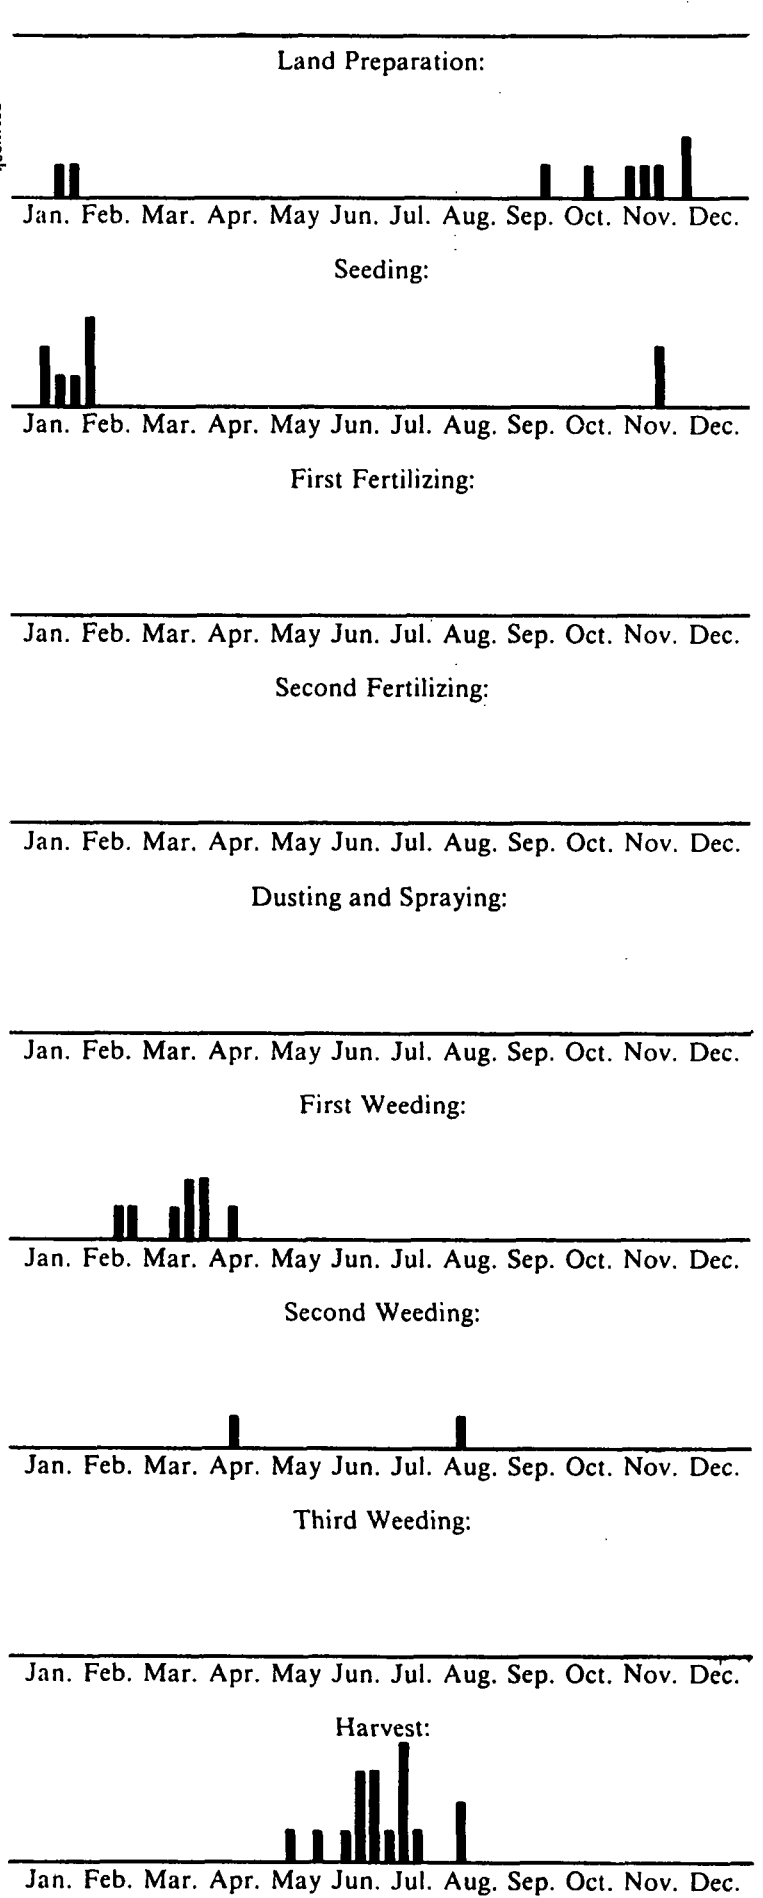 Land Preparation:
Jan. Feb. Mar. Apr. May Jun. Jul. Aug. Sep. Oct. Nov. Dec.
Seeding:
Jan. Feb. Mar. Apr. May Jun. Jul. Aug. Sep. Oct. Nov. Dec.
First Fertilizing:
Jan. Feb. Mar. Apr. May Jun. Jul. Aug. Sep. Oct. Nov. Dec.
Second Fertilizing:
Jan. Feb. Mar. Apr. May Jun. Jul. Aug. Sep. Oct. Nov. Dec.
Dusting and Spraying:
Jan. Feb. Mar. Apr. May Jun. Jul. Aug. Sep. Oct. Nov. Dec.
First Weeding:
Jan. Feb. Mar. Apr. May Jun. Jul. Aug. Sep. Oct. Nov. Dec.
Second Weeding:
Jan. Feb. Mar. Apr. May Jun. Jul. Aug. Sep. Oct. Nov. Dec.
Third Weeding:
Jan. Feb. Mar. Apr. May Jun. Jul. Aug. Sep. Oct. Nov. Dec.
Harvest:
Jan. Feb. Mar. Apr. May Jun. Jul. Aug. Sep. Oct. Nov. Dec.